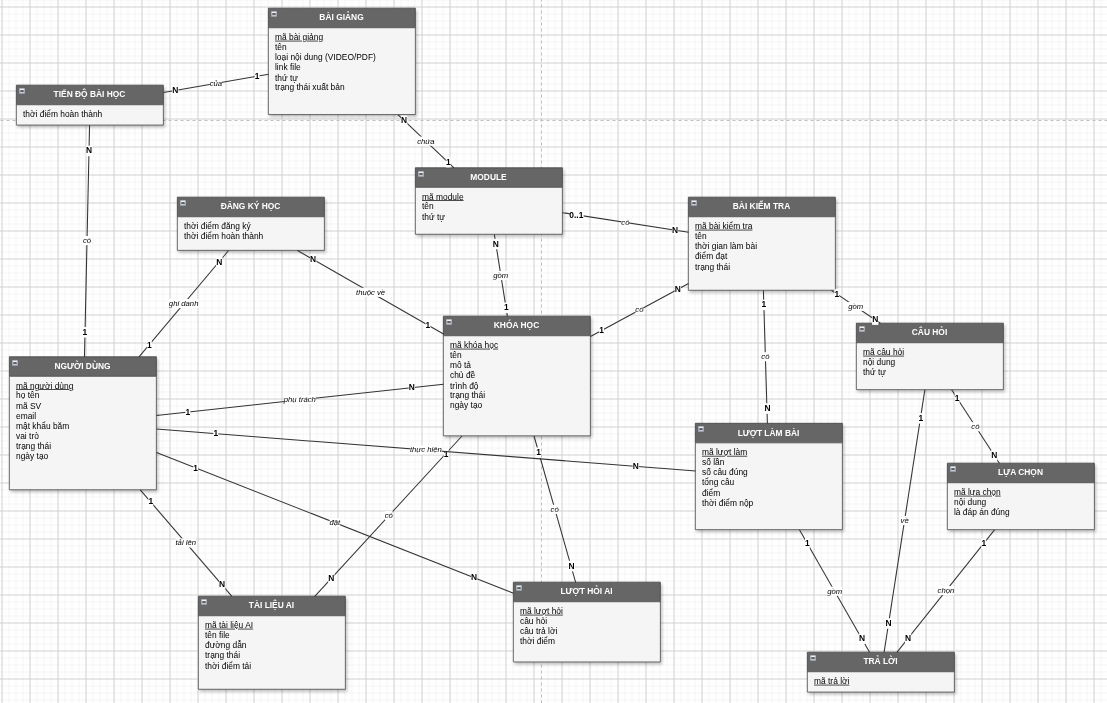 BÀI GIẢNG
mã bài giảng
tên
loại nội dung (VIDEO/PDF)
link file
thứ tự
trạng thái xuất bản
N
của
1
TIẾN ĐỘ BÀI HỌC
thời điểm hoàn thành
N
chứa
1
N
có
1
MODULE
mã module
tên
thứ tự
ĐĂNG KÝ HỌC
thời điểm đăng ký
thời điểm hoàn thành
BÀI KIỂM TRA
mã bài kiểm tra
tên
thời gian làm bài
điểm đạt
trạng thái
0..1
có
N
N
gồm
1
N
ghi danh
1
N
thuộc về
1
N
có
1
1
gồm
N
1
có
N
KHÓA HỌC
mã khóa học
tên
mô tả
chủ đề
trình độ
trạng thái
ngày tạo
CÂU HỎI
mã câu hỏi
nội dung
thứ tự
NGƯỜI DÙNG
mã người dùng
họ tên
mã SV
email
mật khẩu băm
vai trò
trạng thái
ngày tạo
1
phụ trách
N
1
thực hiện
N
1
đặt
N
1
tải lên
N
1
có
N
1
có
N
1
về
N
1
có
N
LƯỢT LÀM BÀI
mã lượt làm
số lần
số câu đúng
tổng câu
điểm
thời điểm nộp
LỰA CHỌN
mã lựa chọn
nội dung
là đáp án đúng
1
gồm
N
1
chọn
N
TÀI LIỆU AI
mã tài liệu AI
tên file
đường dẫn
trạng thái
thời điểm tải
LƯỢT HỎI AI
mã lượt hỏi
câu hỏi
câu trả lời
thời điểm
TRẢ LỜI
mã trả lời